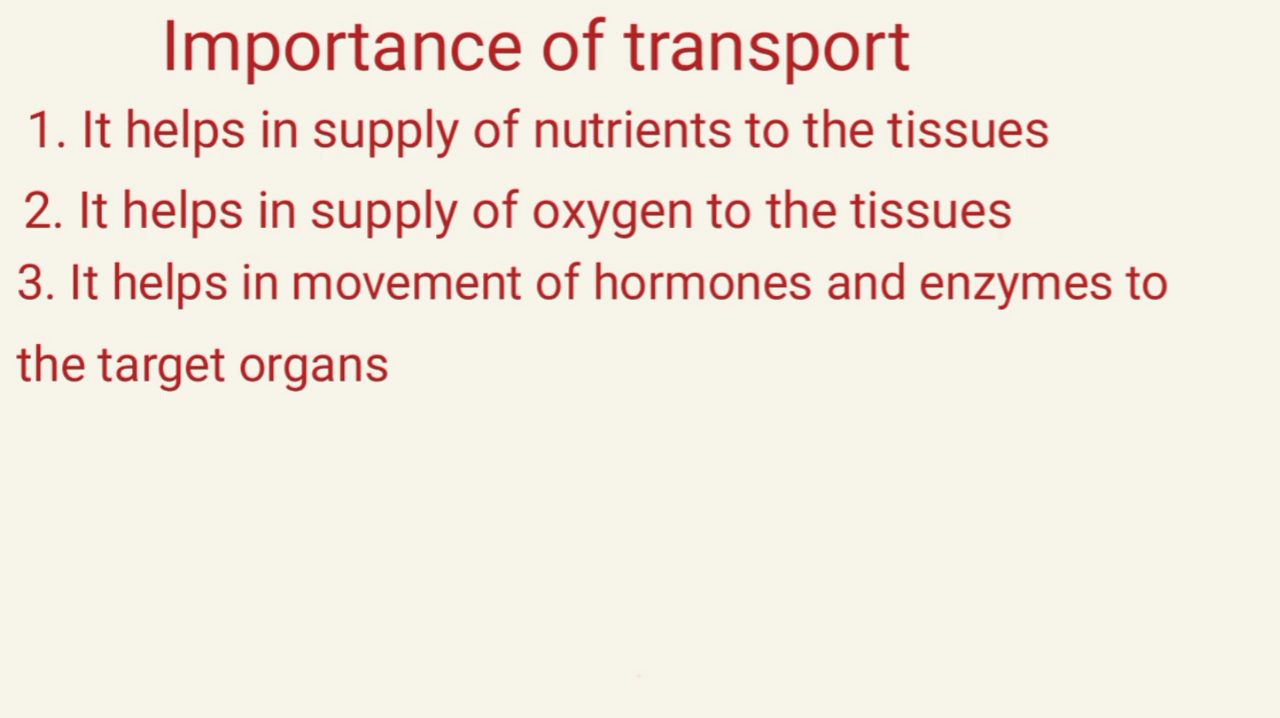 Importance of transport
1. It helps in supply of nutrients to the tissues
2. It helps in supply of oxygen to the tissues
3. It helps in movement of hormones and enzymes to
the target organs